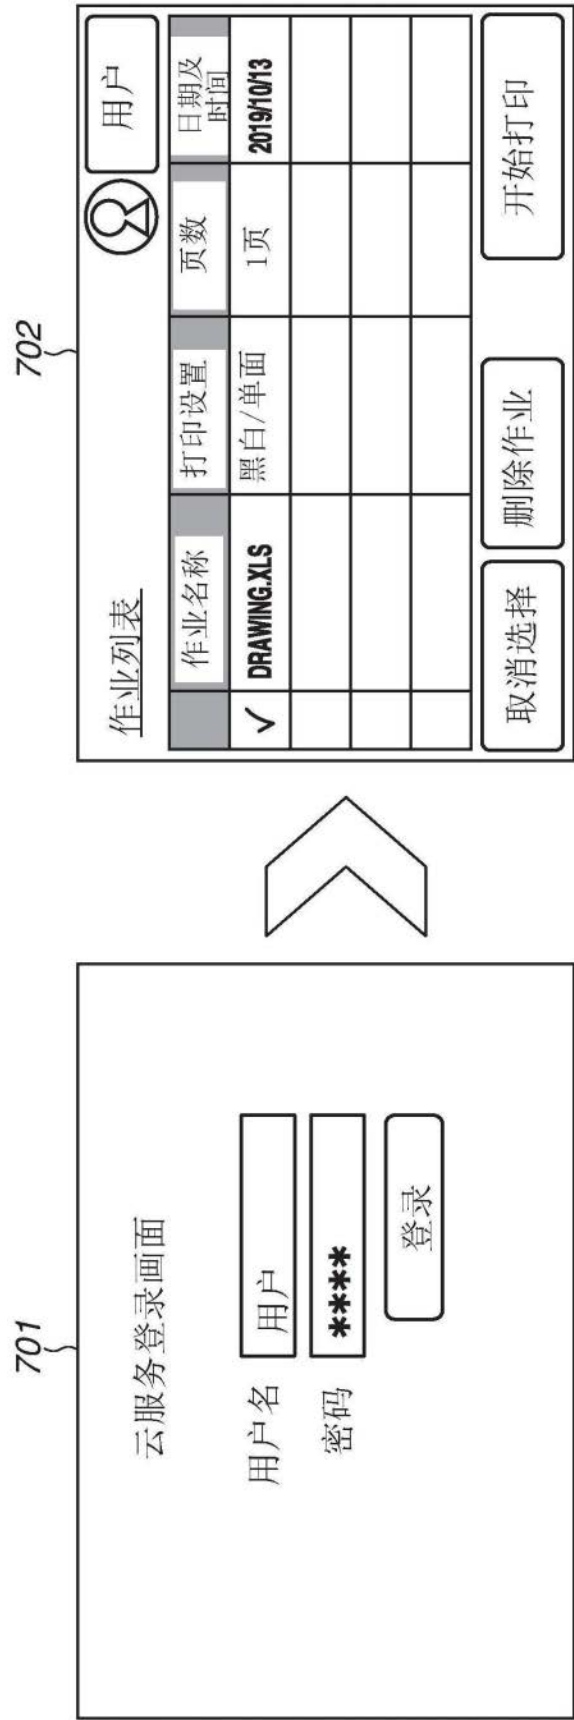 701
云服务登录画面
用户名
用户
密码
****
登录
702
作业列表
用户
作业名称
打印设置
页数
日期及
时间
✓
DRAWING.XLS
黑白/单面
1页
2019/10/13
取消选择
删除作业
开始打印